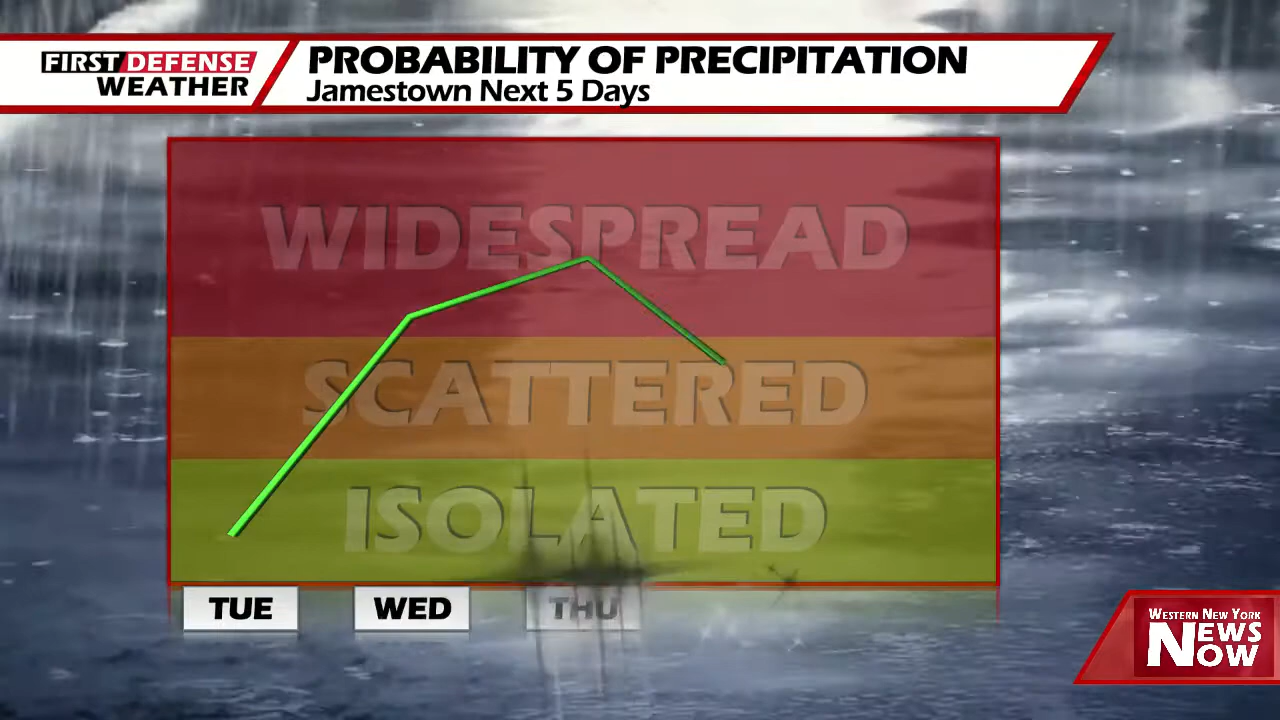 FIRST DEFENSE
WEATHER
PROBABILITY OF PRECIPITATION
Jamestown Next 5 Days
WIDESPREAD
SCATTERED
ISOLATED
TUE
WED
THU
WESTERN NEW YORK
NEWS
NOW